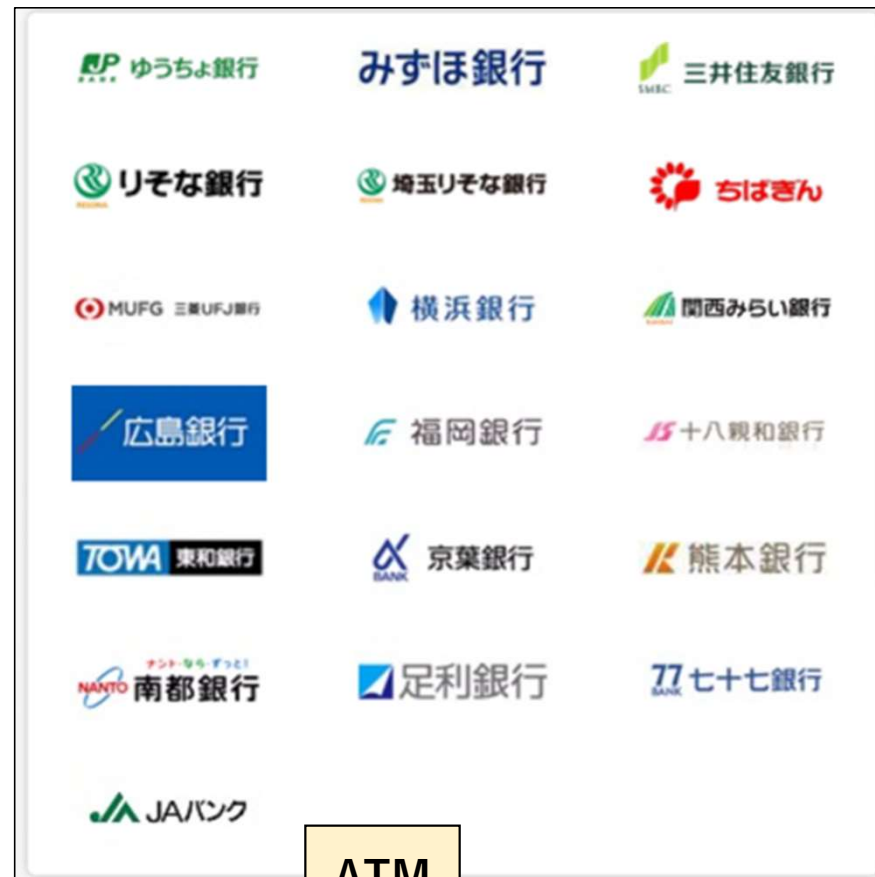 JP BANK ゆうちょ銀行
みずほ銀行
SMBC 三井住友銀行
RESONA りそな銀行
RESONA 埼玉りそな銀行
ちばぎん
MUFG 三菱UFJ銀行
横浜銀行
関西みらい銀行
広島銀行
福岡銀行
十八親和銀行
TOWA 東和銀行
BANK 京葉銀行
熊本銀行
ナント・なら・ずっと!
NANTO 南都銀行
足利銀行
77 BANK 七十七銀行
JAバンク
ATM